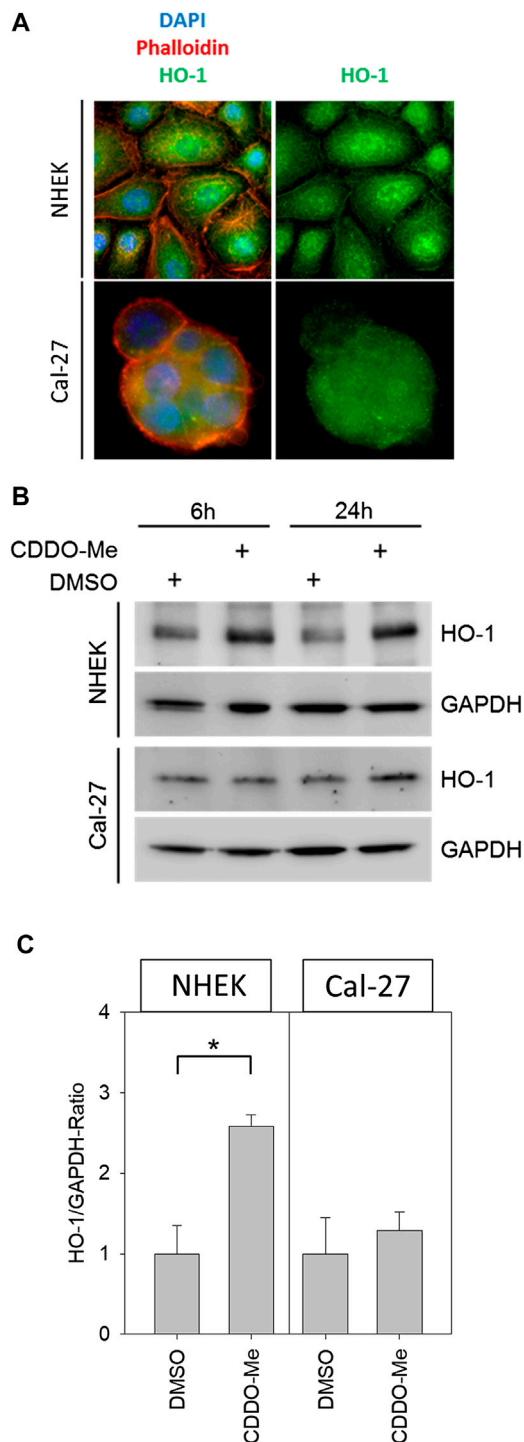 A
DAPI
Phalloidin
HO-1 HO-1
NHEK
Cal-27
B
6h 24h
CDDO-Me + +
DMSO + +
NHEK
HO-1
GAPDH
Cal-27
HO-1
GAPDH
C
NHEK Cal-27
*
HO-1/GAPDH-Ratio
4
3
2
1
0
DMSO CDDO-Me DMSO CDDO-Me